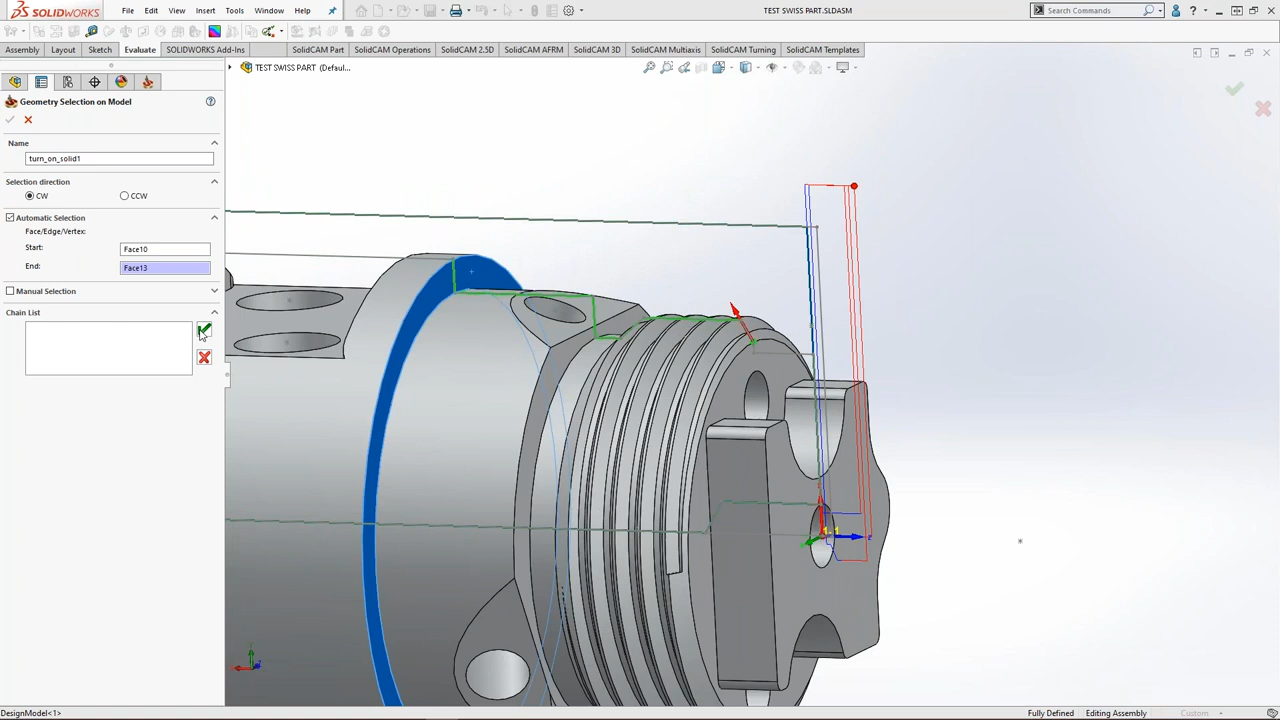 SOLIDWORKS
File Edit View Insert Tools Window Help
TEST SWISS PART.SLDASM
Search Commands
Assembly Layout Sketch Evaluate SOLIDWORKS Add-Ins SolidCAM Part SolidCAM Operations SolidCAM 2.5D SolidCAM AFRM SolidCAM 3D SolidCAM Multiaxis SolidCAM Turning SolidCAM Templates
TEST SWISS PART (Defaul...
Geometry Selection on Model
Name
turn_on_solid1
Selection direction
CW CCW
Automatic Selection
Face/Edge/Vertex:
Start: Face10
End: Face13
Manual Selection
Chain List
DesignModel<1> Fully Defined Editing Assembly Custom